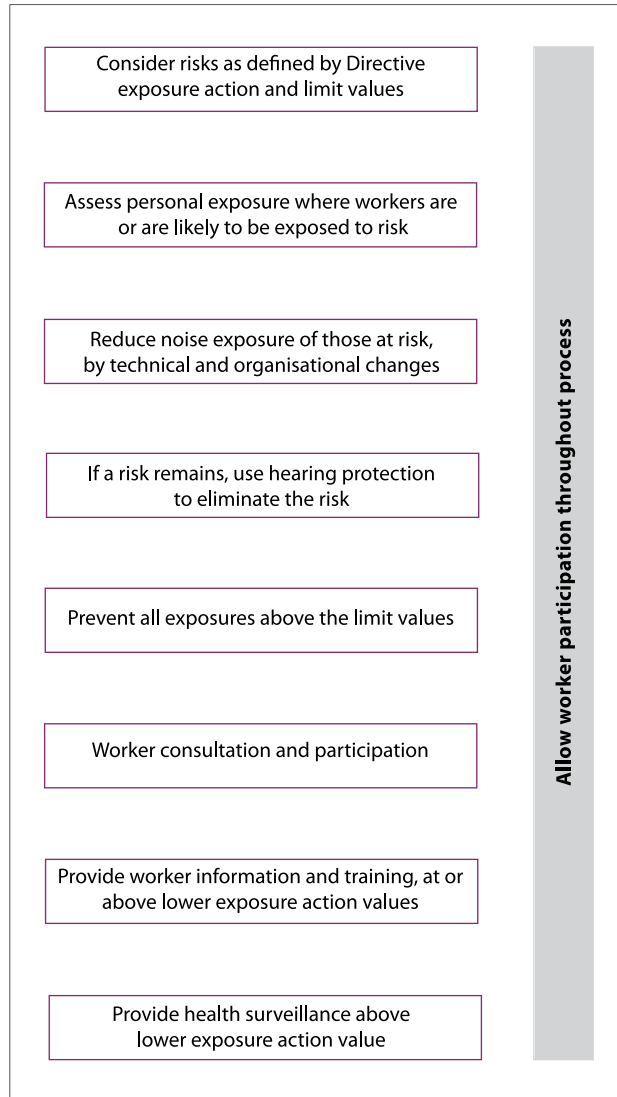 Consider risks as defined by Directive
exposure action and limit values
Assess personal exposure where workers are
or are likely to be exposed to risk
Reduce noise exposure of those at risk,
by technical and organisational changes
If a risk remains, use hearing protection
to eliminate the risk
Prevent all exposures above the limit values
Worker consultation and participation
Provide worker information and training, at or
above lower exposure action values
Provide health surveillance above
lower exposure action value
Allow worker participation throughout process